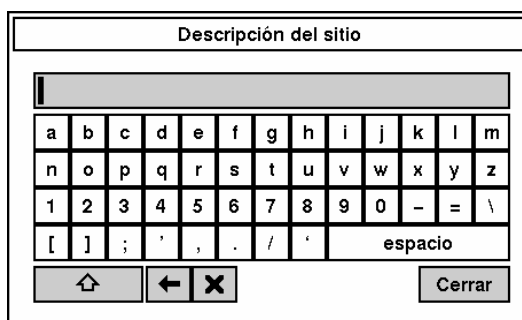 Descripción del sitio
a b c d e f g h i j k l m
n o p q r s t u v w x y z
1 2 3 4 5 6 7 8 9 0 – = \
[ ] ; ' , . / ‘ espacio
Cerrar